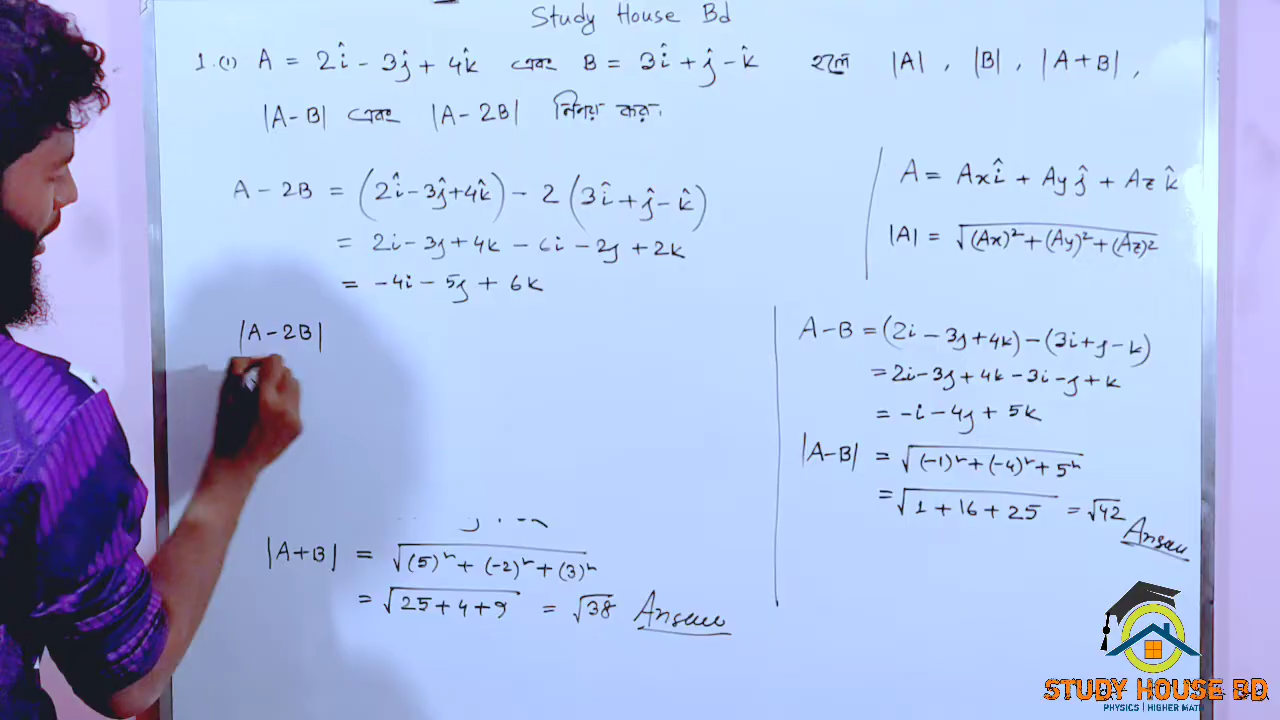 Study House Bd
1.(i) A = 2î - 3ĵ + 4k̂ এবং B = 3î + ĵ - k̂ হলে |A| , |B| , |A+B| ,
|A-B| এবং |A-2B| নির্ণয় কর.
A - 2B = (2î - 3ĵ + 4k̂) - 2 (3î + ĵ - k̂)
= 2i - 3j + 4k - 6i - 2j + 2k
= -4i - 5j + 6k
|A - 2B|
|A+B| = √(5)² + (-2)² + (3)²
= √25 + 4 + 9 = √38 Answer
A = Axî + Ayĵ + Azk̂
|A| = √(Ax)² + (Ay)² + (Az)²
A - B = (2i - 3j + 4k) - (3i + j - k)
= 2i - 3j + 4k - 3i - j + k
= -i - 4j + 5k
|A-B| = √(-1)² + (-4)² + 5²
= √1 + 16 + 25 = √42
Answer
STUDY HOUSE BD
PHYSICS | HIGHER MATH